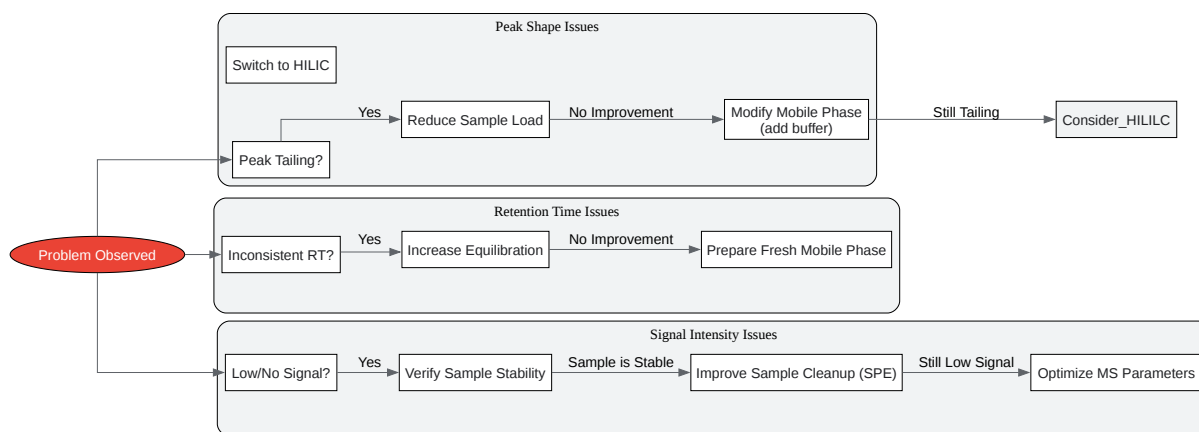 Peak Shape Issues
Switch to HILIC
Peak Tailing?
Yes
Reduce Sample Load
No Improvement
Modify Mobile Phase
(add buffer)
Still Tailing
Consider_HILILC
Problem Observed
Retention Time Issues
Inconsistent RT?
Yes
Increase Equilibration
No Improvement
Prepare Fresh Mobile Phase
Signal Intensity Issues
Low/No Signal?
Yes
Verify Sample Stability
Sample is Stable
Improve Sample Cleanup (SPE)
Still Low Signal
Optimize MS Parameters